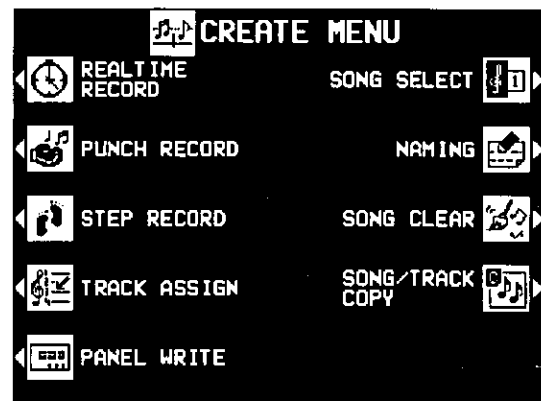 CREATE MENU
REALTIME
RECORD
SONG SELECT
1
PUNCH RECORD
NAMING
STEP RECORD
SONG CLEAR
TRACK ASSIGN
SONG/TRACK
COPY
PANEL WRITE